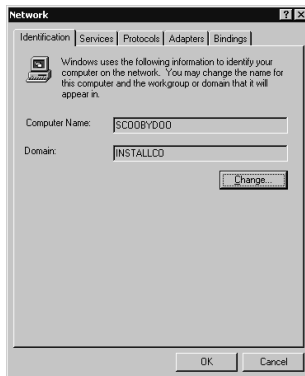 Network
Identification Services Protocols Adapters Bindings
Windows uses the following information to identify your
computer on the network. You may change the name for
this computer and the workgroup or domain that it will
appear in.
Computer Name: SCOOBYDOO
Domain: INSTALLCO
Change...
OK Cancel